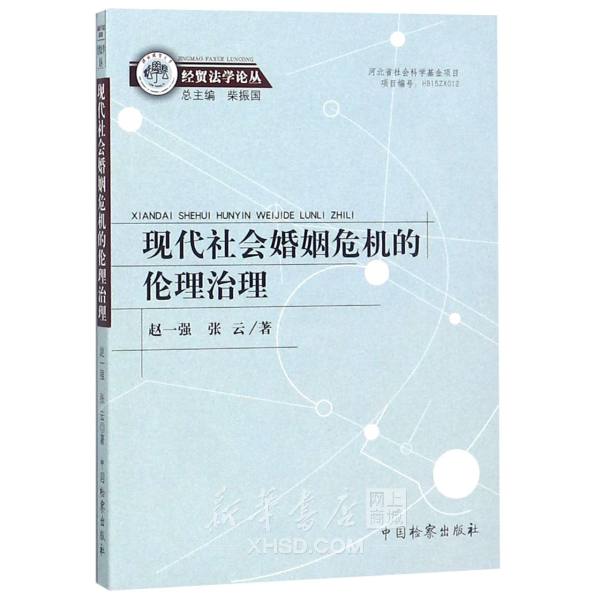 JINGMAO FAXUE LUNCONG
经贸法学论丛
总主编 柴振国
河北省社会科学基金项目
项目编号：HB15ZX012
XIANDAI SHEHUI HUNYIN WEIJIDE LUNLI ZHILI
现代社会婚姻危机的
伦理治理
赵一强 张云/著
新华书店
网上
商城
XHSD.COM
中国检察出版社
现代社会婚姻危机的伦理治理
赵一强 张云◎著
中国检察出版社